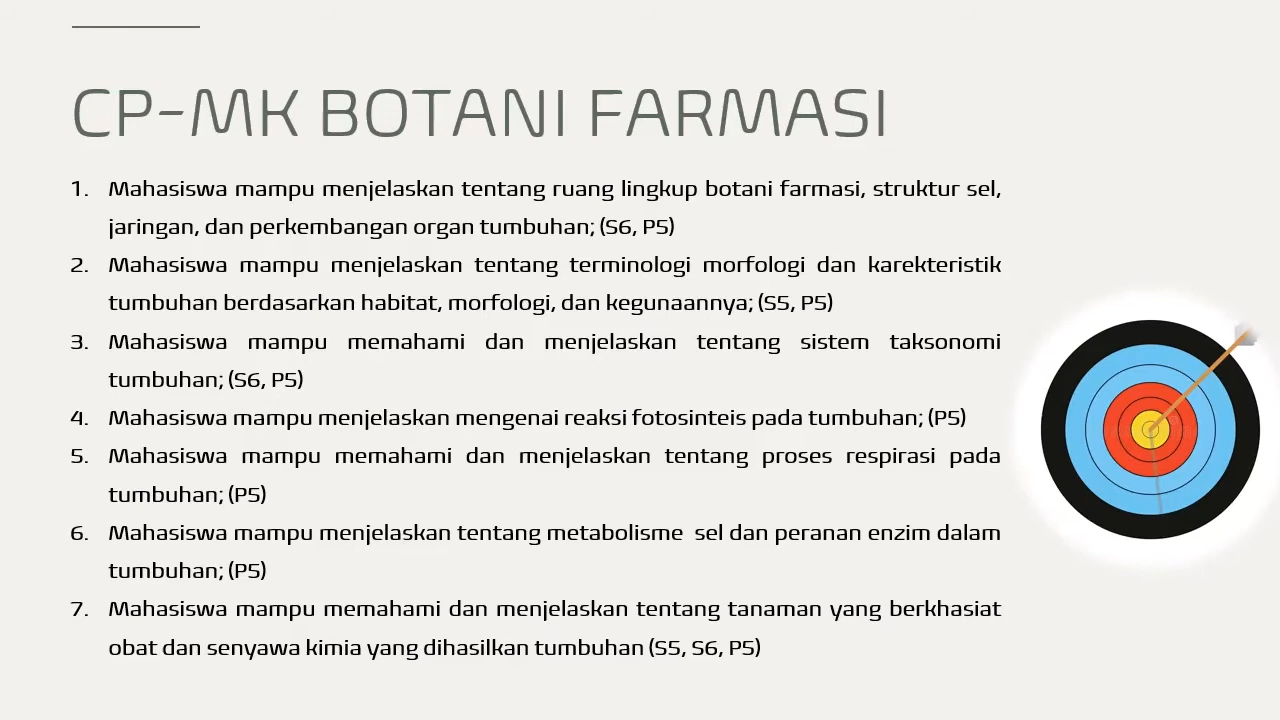 CP-MK BOTANI FARMASI
1. Mahasiswa mampu menjelaskan tentang ruang lingkup botani farmasi, struktur sel,
jaringan, dan perkembangan organ tumbuhan; (S6, P5)
2. Mahasiswa mampu menjelaskan tentang terminologi morfologi dan karekteristik
tumbuhan berdasarkan habitat, morfologi, dan kegunaannya; (S5, P5)
3. Mahasiswa mampu memahami dan menjelaskan tentang sistem taksonomi
tumbuhan; (S6, P5)
4. Mahasiswa mampu menjelaskan mengenai reaksi fotosinteis pada tumbuhan; (P5)
5. Mahasiswa mampu memahami dan menjelaskan tentang proses respirasi pada
tumbuhan; (P5)
6. Mahasiswa mampu menjelaskan tentang metabolisme sel dan peranan enzim dalam
tumbuhan; (P5)
7. Mahasiswa mampu memahami dan menjelaskan tentang tanaman yang berkhasiat
obat dan senyawa kimia yang dihasilkan tumbuhan (S5, S6, P5)